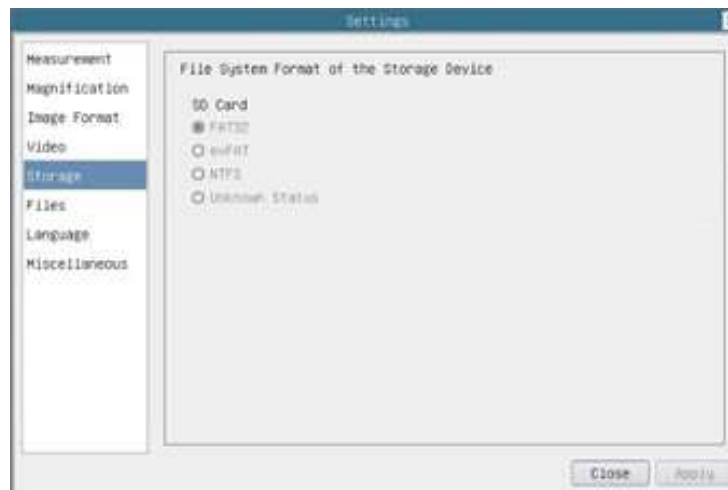 Settings
Measurement
Magnification
Image Format
Video
Storage
Files
Language
Miscellaneous
File System Format of the Storage Device
SD Card
FAT32
exFAT
NTFS
Unknown Status
Close
Apply